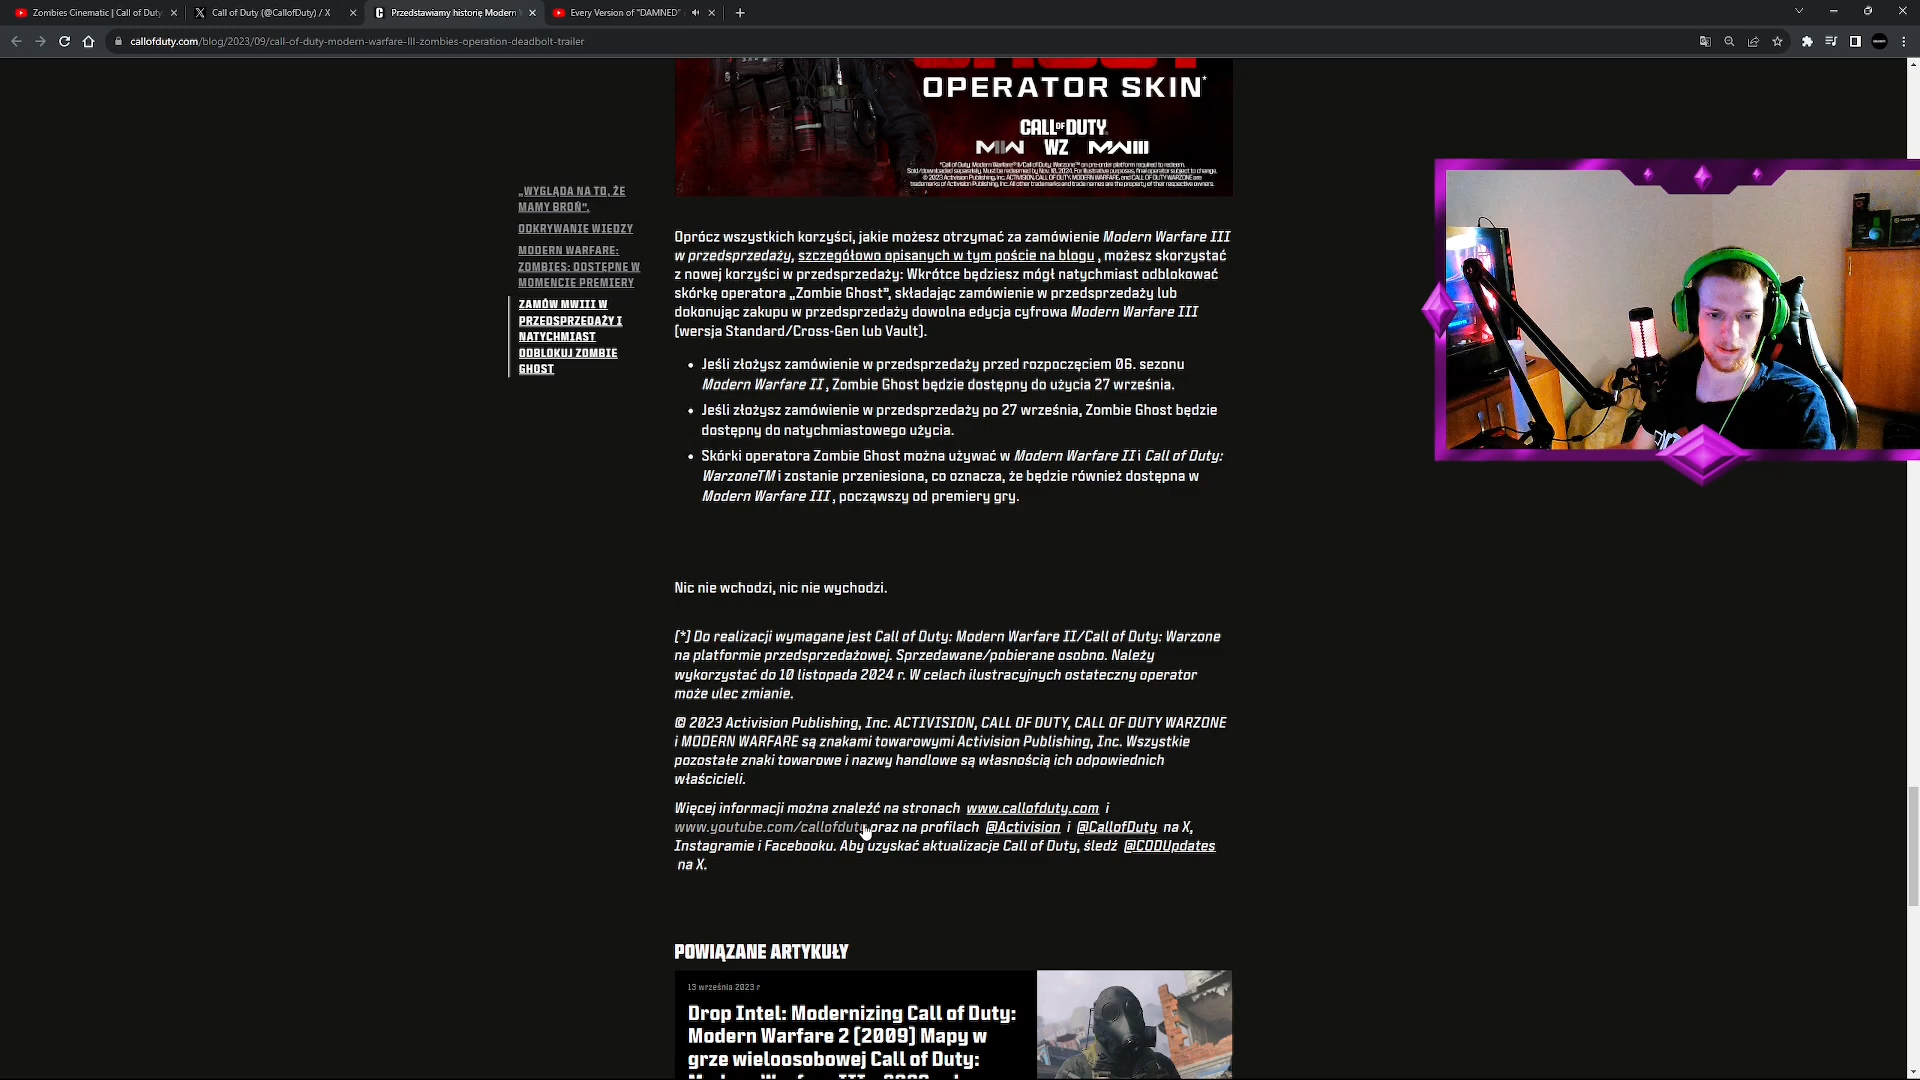 Zombies Cinematic | Call of Duty
Call of Duty (@CallofDuty) / X
Przedstawiamy historię Modern
Every Version of "DAMNED"
callofduty.com/blog/2023/09/call-of-duty-modern-warfare-III-zombies-operation-deadbolt-trailer
OPERATOR SKIN*
CALL OF DUTY
MWII WZ MWIII
*Call of Duty: Modern Warfare® II/Call of Duty: Warzone™ on pre-order platform required to redeem.
Sold/downloaded separately. Must be redeemed by Nov. 10, 2024. For illustrative purposes, final operator subject to change.
© 2023 Activision Publishing, Inc. ACTIVISION, CALL OF DUTY, MODERN WARFARE, and CALL OF DUTY WARZONE are
trademarks of Activision Publishing, Inc. All other trademarks and trade names are the property of their respective owners.
„WYGLĄDA NA TO, ŻE
MAMY BROŃ”.
ODKRYWANIE WIEDZY
MODERN WARFARE:
ZOMBIES: DOSTĘPNE W
MOMENCIE PREMIERY
ZAMÓW MWIII W
PRZEDSPRZEDAŻY I
NATYCHMIAST
ODBLOKUJ ZOMBIE
GHOST
Oprócz wszystkich korzyści, jakie możesz otrzymać za zamówienie Modern Warfare III
w przedsprzedaży, szczegółowo opisanych w tym poście na blogu , możesz skorzystać
z nowej korzyści w przedsprzedaży: Wkrótce będziesz mógł natychmiast odblokować
skórkę operatora „Zombie Ghost”, składając zamówienie w przedsprzedaży lub
dokonując zakupu w przedsprzedaży dowolna edycja cyfrowa Modern Warfare III
(wersja Standard/Cross-Gen lub Vault).
• Jeśli złożysz zamówienie w przedsprzedaży przed rozpoczęciem 06. sezonu
Modern Warfare II , Zombie Ghost będzie dostępny do użycia 27 września.
• Jeśli złożysz zamówienie w przedsprzedaży po 27 września, Zombie Ghost będzie
dostępny do natychmiastowego użycia.
• Skórki operatora Zombie Ghost można używać w Modern Warfare II i Call of Duty:
WarzoneTM i zostanie przeniesiona, co oznacza, że będzie również dostępna w
Modern Warfare III , począwszy od premiery gry.
Nic nie wchodzi, nic nie wychodzi.
(*) Do realizacji wymagane jest Call of Duty: Modern Warfare II/Call of Duty: Warzone
na platformie przedsprzedażowej. Sprzedawane/pobierane osobno. Należy
wykorzystać do 10 listopada 2024 r. W celach ilustracyjnych ostateczny operator
może ulec zmianie.
© 2023 Activision Publishing, Inc. ACTIVISION, CALL OF DUTY, CALL OF DUTY WARZONE
i MODERN WARFARE są znakami towarowymi Activision Publishing, Inc. Wszystkie
pozostałe znaki towarowe i nazwy handlowe są własnością ich odpowiednich
właścicieli.
Więcej informacji można znaleźć na stronach www.callofduty.com i
www.youtube.com/callofduty oraz na profilach @Activision i @CallofDuty na X,
Instagramie i Facebooku. Aby uzyskać aktualizacje Call of Duty, śledź @CODUpdates
na X.
POWIĄZANE ARTYKUŁY
13 września 2023 r
Drop Intel: Modernizing Call of Duty:
Modern Warfare 2 (2009) Mapy w
grze wieloosobowej Call of Duty: